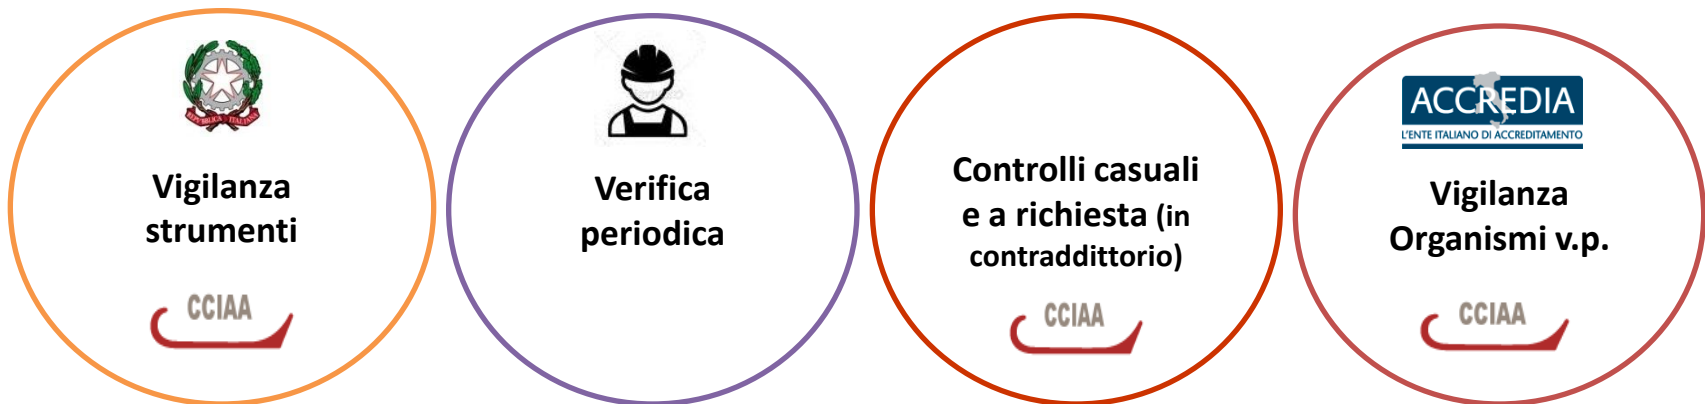 REPVBBLICA ITALIANA
Vigilanza
strumenti
CCIAA
Verifica
periodica
Controlli casuali
e a richiesta (in
contraddittorio)
CCIAA
ACCREDIA
L'ENTE ITALIANO DI ACCREDITAMENTO
Vigilanza
Organismi v.p.
CCIAA